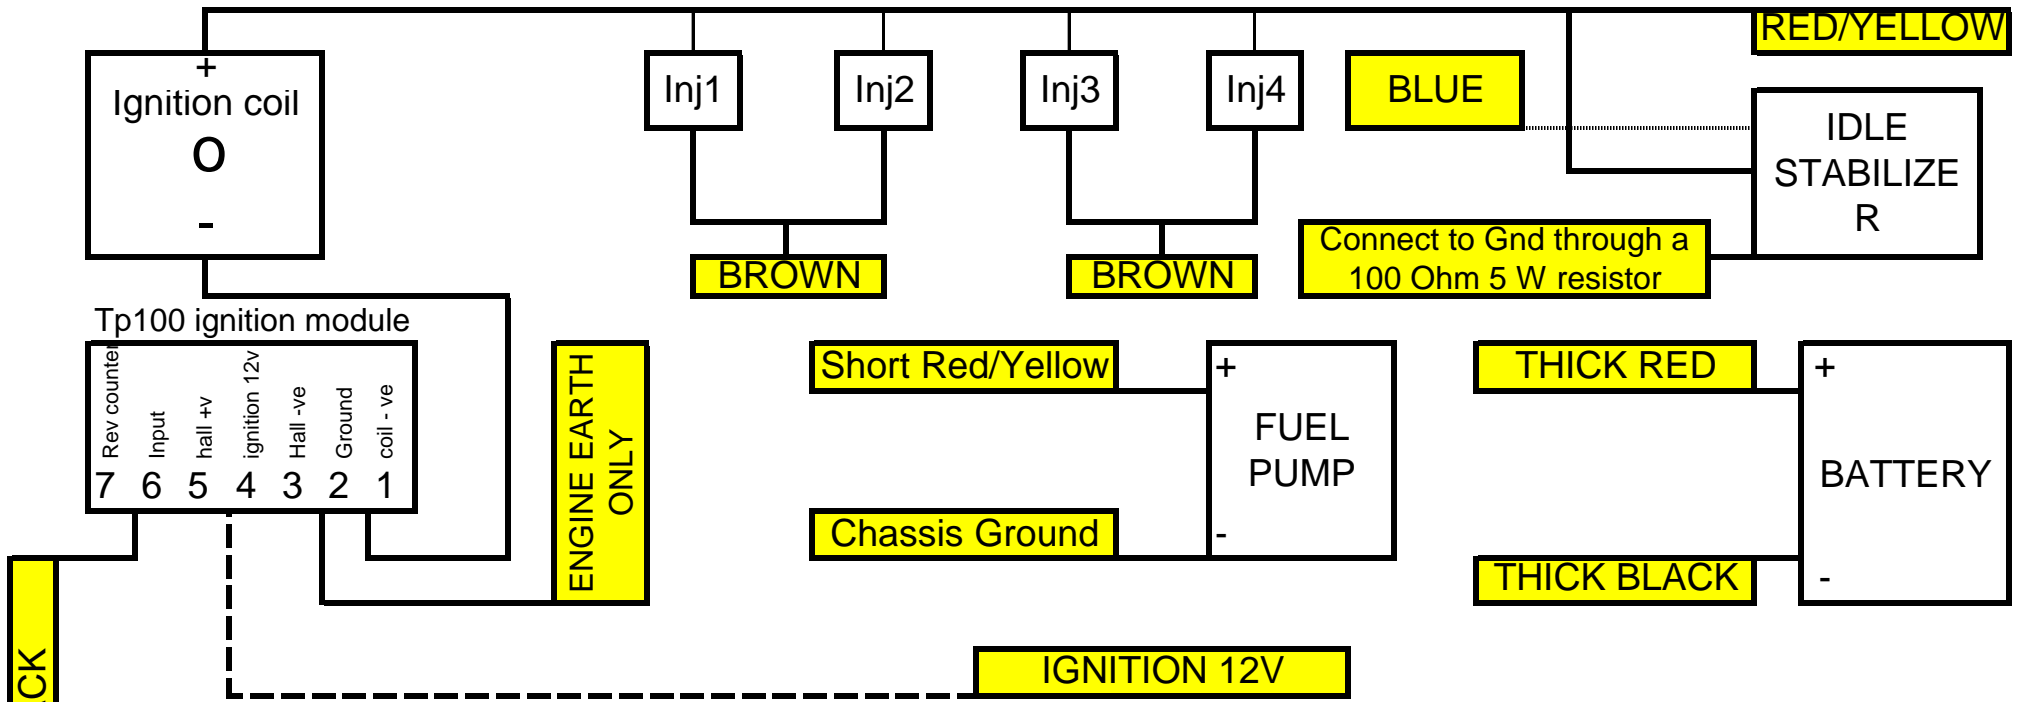 RED/YELLOW
+
Ignition coil
O
-
Inj1
Inj2
Inj3
Inj4
BLUE
IDLE
STABILIZE
R
Connect to Gnd through a
100 Ohm 5 W resistor
BROWN
BROWN
Tp100 ignition module
Rev counter
Input
hall +v
ignition 12v
Hall -ve
Ground
coil - ve
7 6 5 4 3 2 1
ENGINE EARTH
ONLY
Short Red/Yellow
+
FUEL
PUMP
-
Chassis Ground
THICK RED
+
BATTERY
-
THICK BLACK
IGNITION 12V